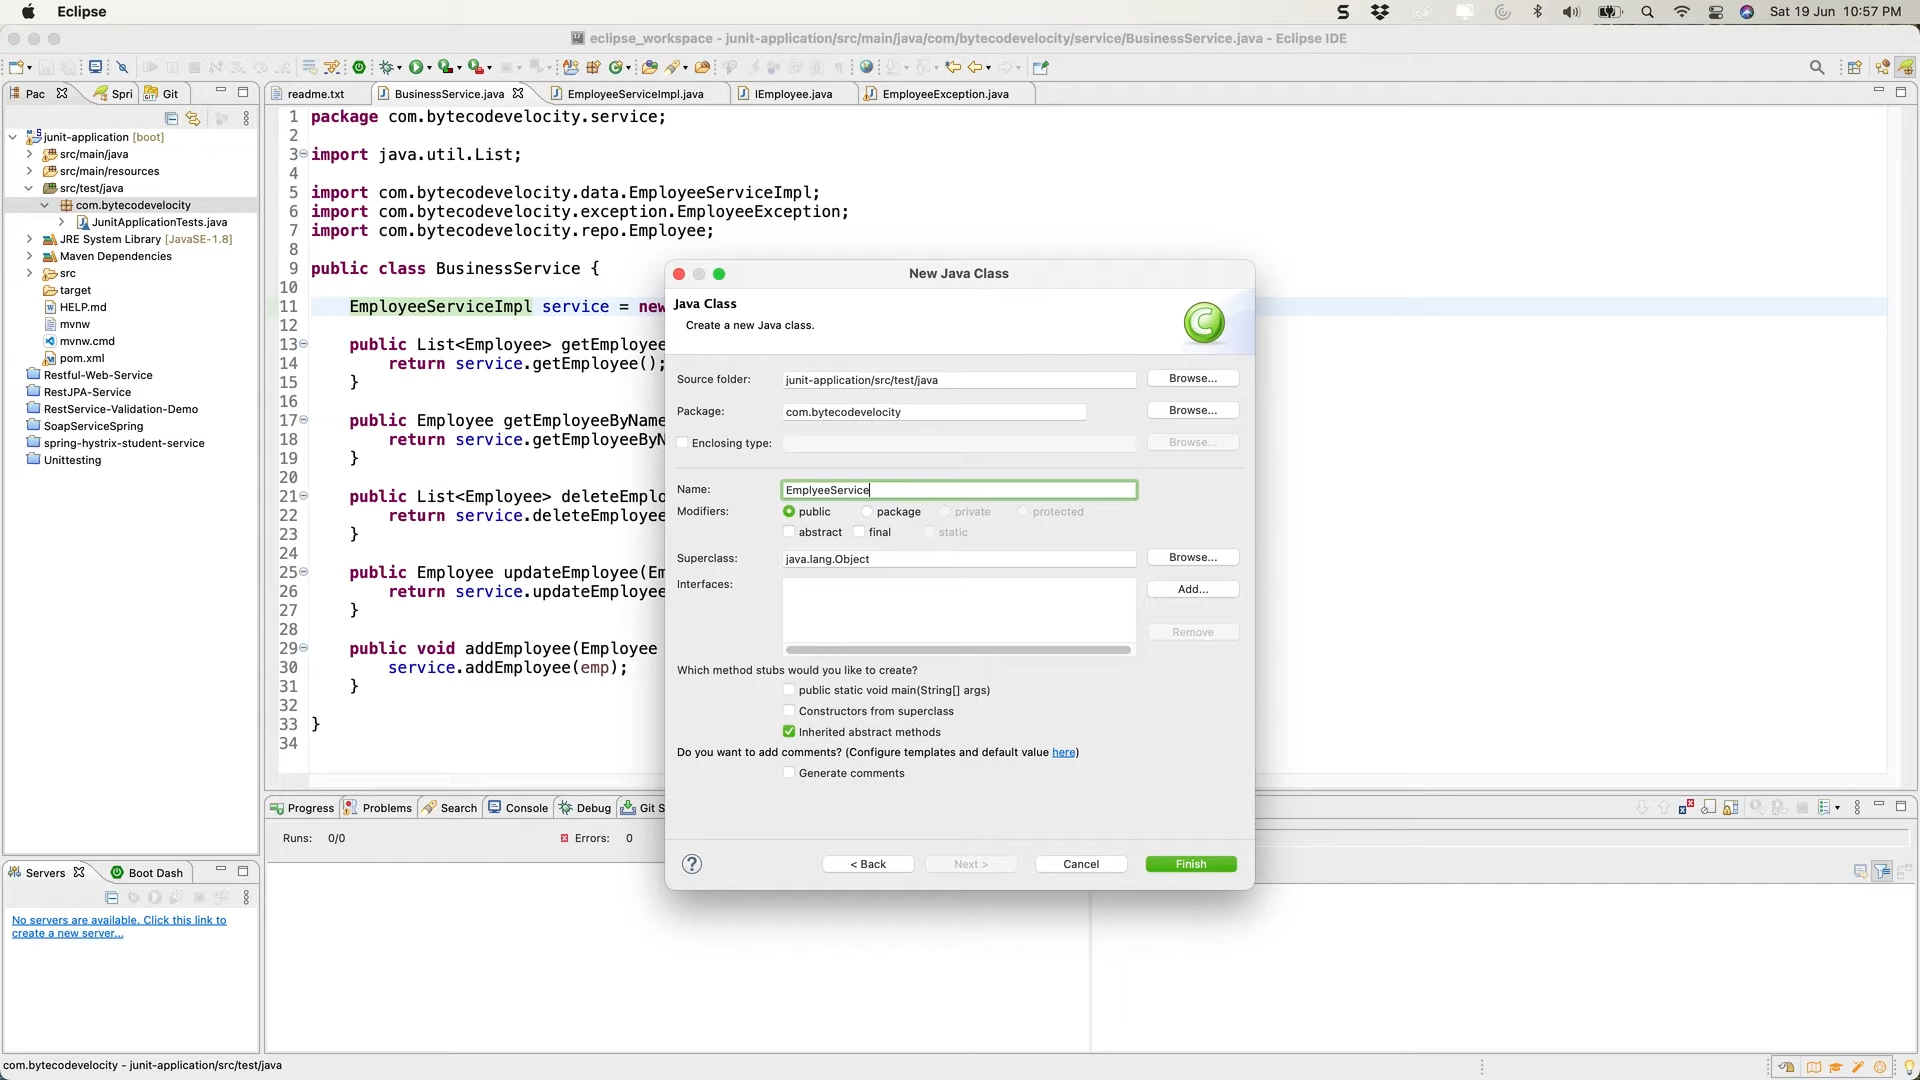 Eclipse
Sat 19 Jun 10:57 PM
eclipse_workspace - junit-application/src/main/java/com/bytecodevelocity/service/BusinessService.java - Eclipse IDE
Pac
Spri
Git
readme.txt
BusinessService.java
EmployeeServiceImpl.java
IEmployee.java
EmployeeException.java
junit-application [boot]
src/main/java
src/main/resources
src/test/java
com.bytecodevelocity
JunitApplicationTests.java
JRE System Library [JavaSE-1.8]
Maven Dependencies
src
target
HELP.md
mvnw
mvnw.cmd
pom.xml
Restful-Web-Service
RestJPA-Service
RestService-Validation-Demo
SoapServiceSpring
spring-hystrix-student-service
Unittesting
1 package com.bytecodevelocity.service;
2
3 import java.util.List;
4
5 import com.bytecodevelocity.data.EmployeeServiceImpl;
6 import com.bytecodevelocity.exception.EmployeeException;
7 import com.bytecodevelocity.repo.Employee;
8
9 public class BusinessService {
10
11 EmployeeServiceImpl service = new
12
13 public List<Employee> getEmployee
14 return service.getEmployee();
15 }
16
17 public Employee getEmployeeByName
18 return service.getEmployeeByN
19 }
20
21 public List<Employee> deleteEmplo
22 return service.deleteEmployee
23 }
24
25 public Employee updateEmployee(Em
26 return service.updateEmployee
27 }
28
29 public void addEmployee(Employee
30 service.addEmployee(emp);
31 }
32
33 }
34
New Java Class
Java Class
Create a new Java class.
Source folder: junit-application/src/test/java Browse...
Package: com.bytecodevelocity Browse...
Enclosing type: Browse...
Name: EmplyeeService
Modifiers: public package private protected
abstract final static
Superclass: java.lang.Object Browse...
Interfaces: Add...
Remove
Which method stubs would you like to create?
public static void main(String[] args)
Constructors from superclass
Inherited abstract methods
Do you want to add comments? (Configure templates and default value here)
Generate comments
< Back Next > Cancel Finish
Progress
Problems
Search
Console
Debug
Git S
Runs: 0/0
Errors: 0
Servers
Boot Dash
No servers are available. Click this link to
create a new server...
com.bytecodevelocity - junit-application/src/test/java